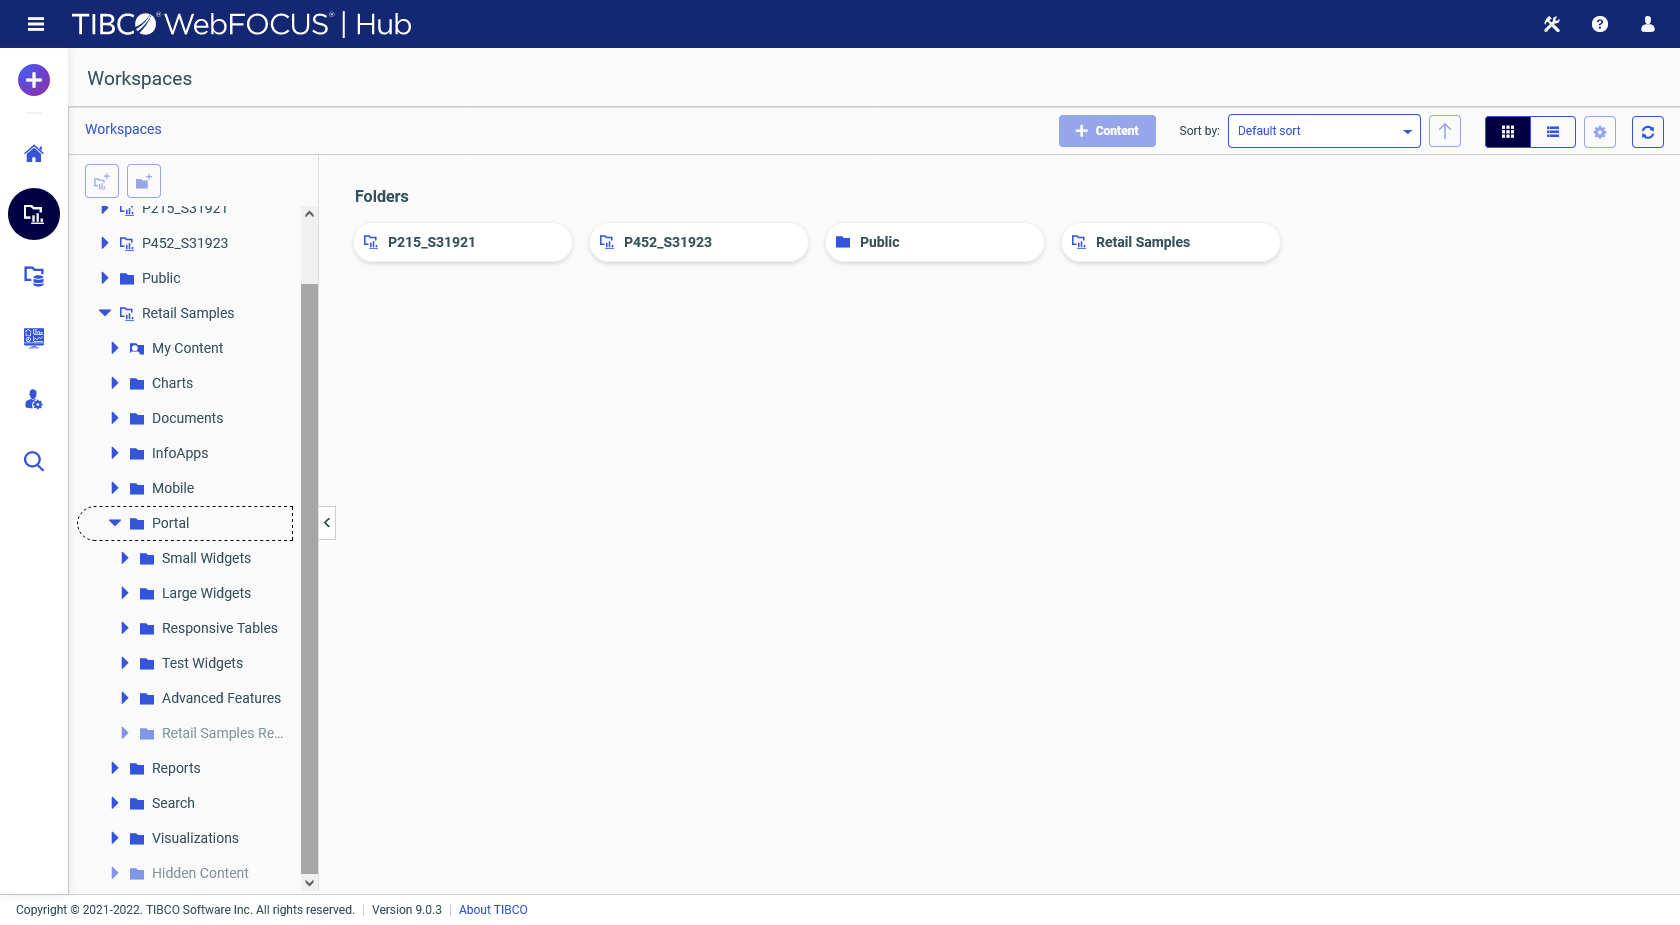 TIBCO® WebFOCUS® | Hub
Workspaces
Workspaces
Content
Sort by:
Default sort
P215_S31921
P452_S31923
Public
Retail Samples
My Content
Charts
Documents
InfoApps
Mobile
Portal
Small Widgets
Large Widgets
Responsive Tables
Test Widgets
Advanced Features
Retail Samples Re...
Reports
Search
Visualizations
Hidden Content
Folders
P215_S31921
P452_S31923
Public
Retail Samples
Copyright © 2021-2022. TIBCO Software Inc. All rights reserved. | Version 9.0.3 | About TIBCO